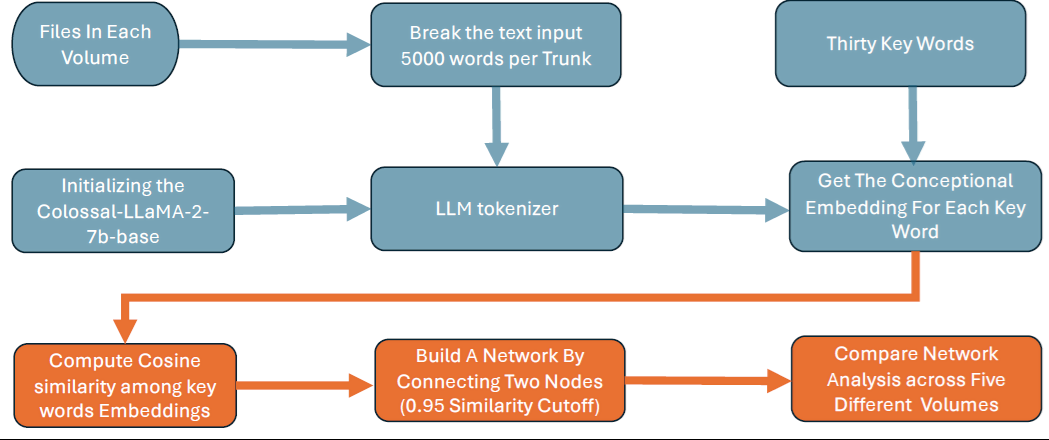 Files In Each
Volume
Break the text input
5000 words per Trunk
Thirty Key Words
Initializing the
Colossal-LLaMA-2-
7b-base
LLM tokenizer
Get The Conceptional
Embedding For Each Key
Word
Compute Cosine
similarity among key
words Embeddings
Build A Network By
Connecting Two Nodes
(0.95 Similarity Cutoff)
Compare Network
Analysis across Five
Different Volumes